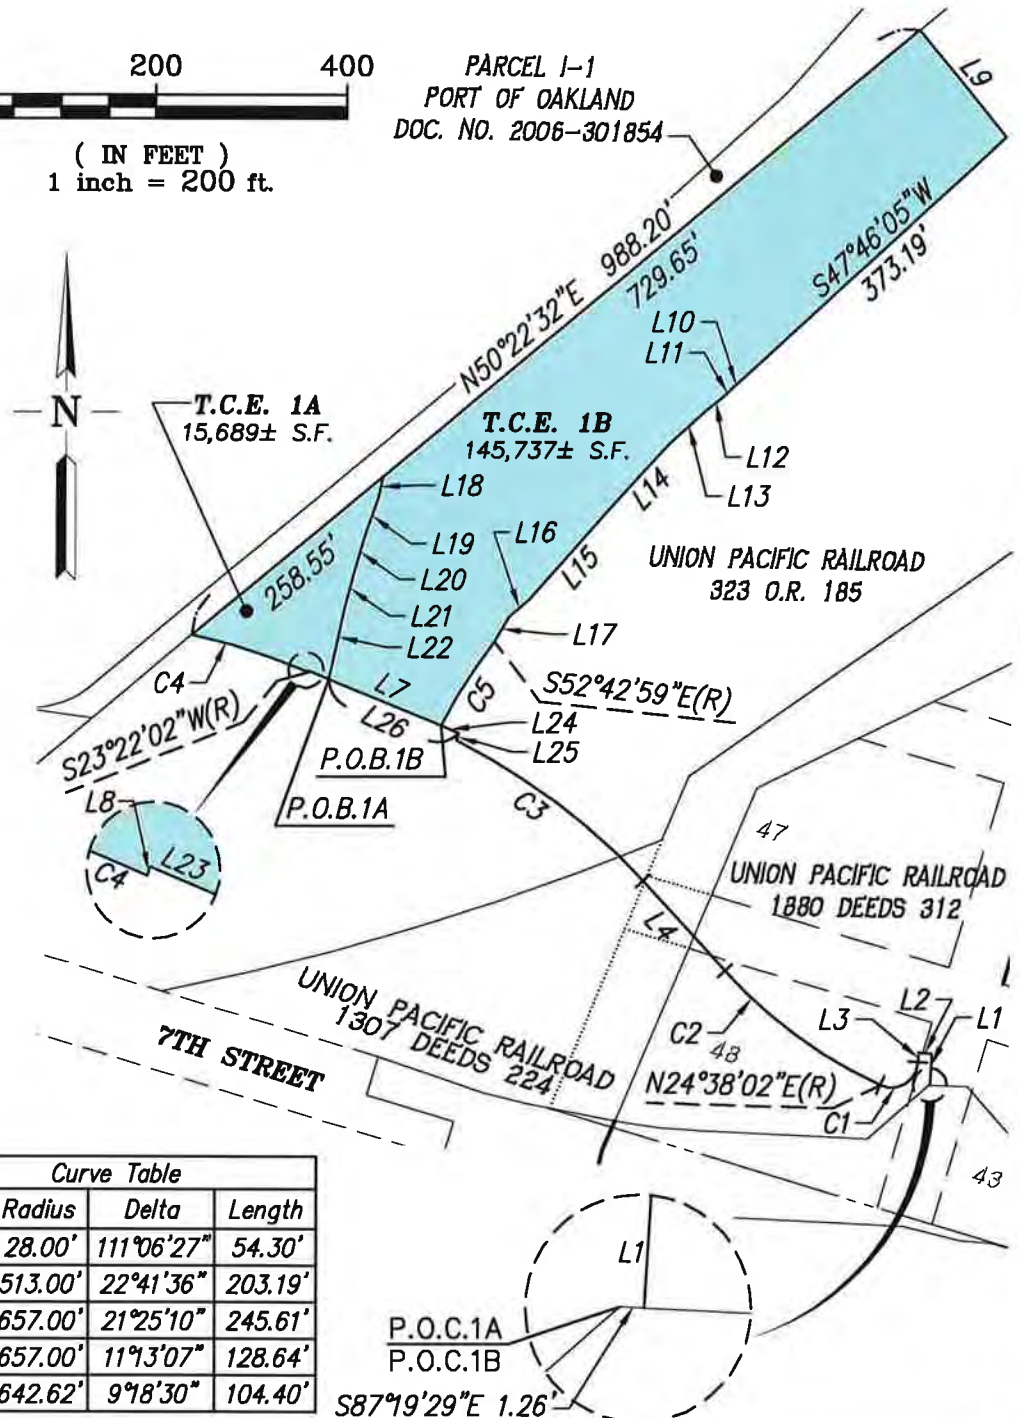 200
400
( IN FEET )
1 inch = 200 ft.
PARCEL I-1
PORT OF OAKLAND
DOC. NO. 2006-301854
L9
N50°22'32"E 988.20'
729.65'
S47°46'05"W
373.19'
L10
L11
N
T.C.E. 1A
15,689± S.F.
T.C.E. 1B
145,737± S.F.
L12
L13
L14
L18
L16
L19
L15
UNION PACIFIC RAILROAD
323 O.R. 185
258.55'
L20
L21
L17
L22
C4
L7
C5
S52°42'59"E(R)
L26
L24
L25
S23°22'02"W(R)
P.O.B.1B
P.O.B.1A
C3
L8
C4
L23
47
UNION PACIFIC RAILROAD
1880 DEEDS 312
L4
UNION PACIFIC RAILROAD
1307 DEEDS 224
7TH STREET
L2
L3
L1
C2
48
N24°38'02"E(R)
C1
43
Curve Table
Radius Delta Length
28.00' 111°06'27" 54.30'
513.00' 22°41'36" 203.19'
657.00' 21°25'10" 245.61'
657.00' 11°13'07" 128.64'
642.62' 9°18'30" 104.40'
L1
P.O.C.1A
P.O.C.1B
S87°19'29"E 1.26'